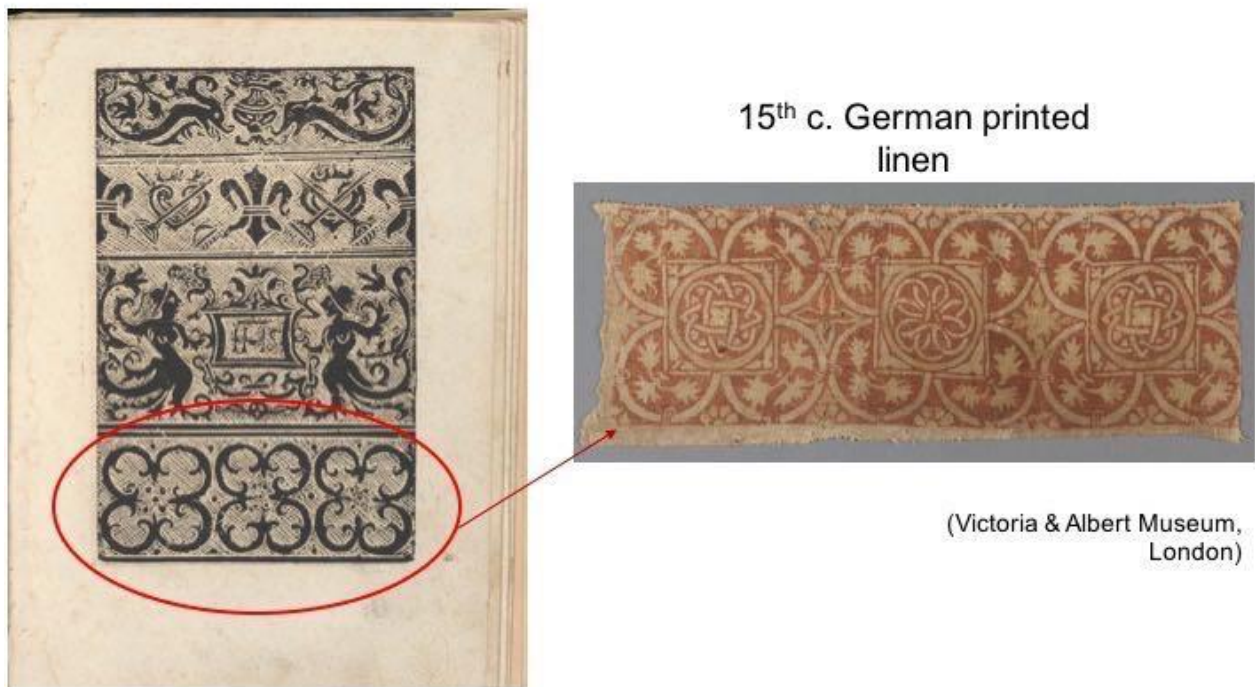 15th c. German printed
linen
(Victoria & Albert Museum,
London)